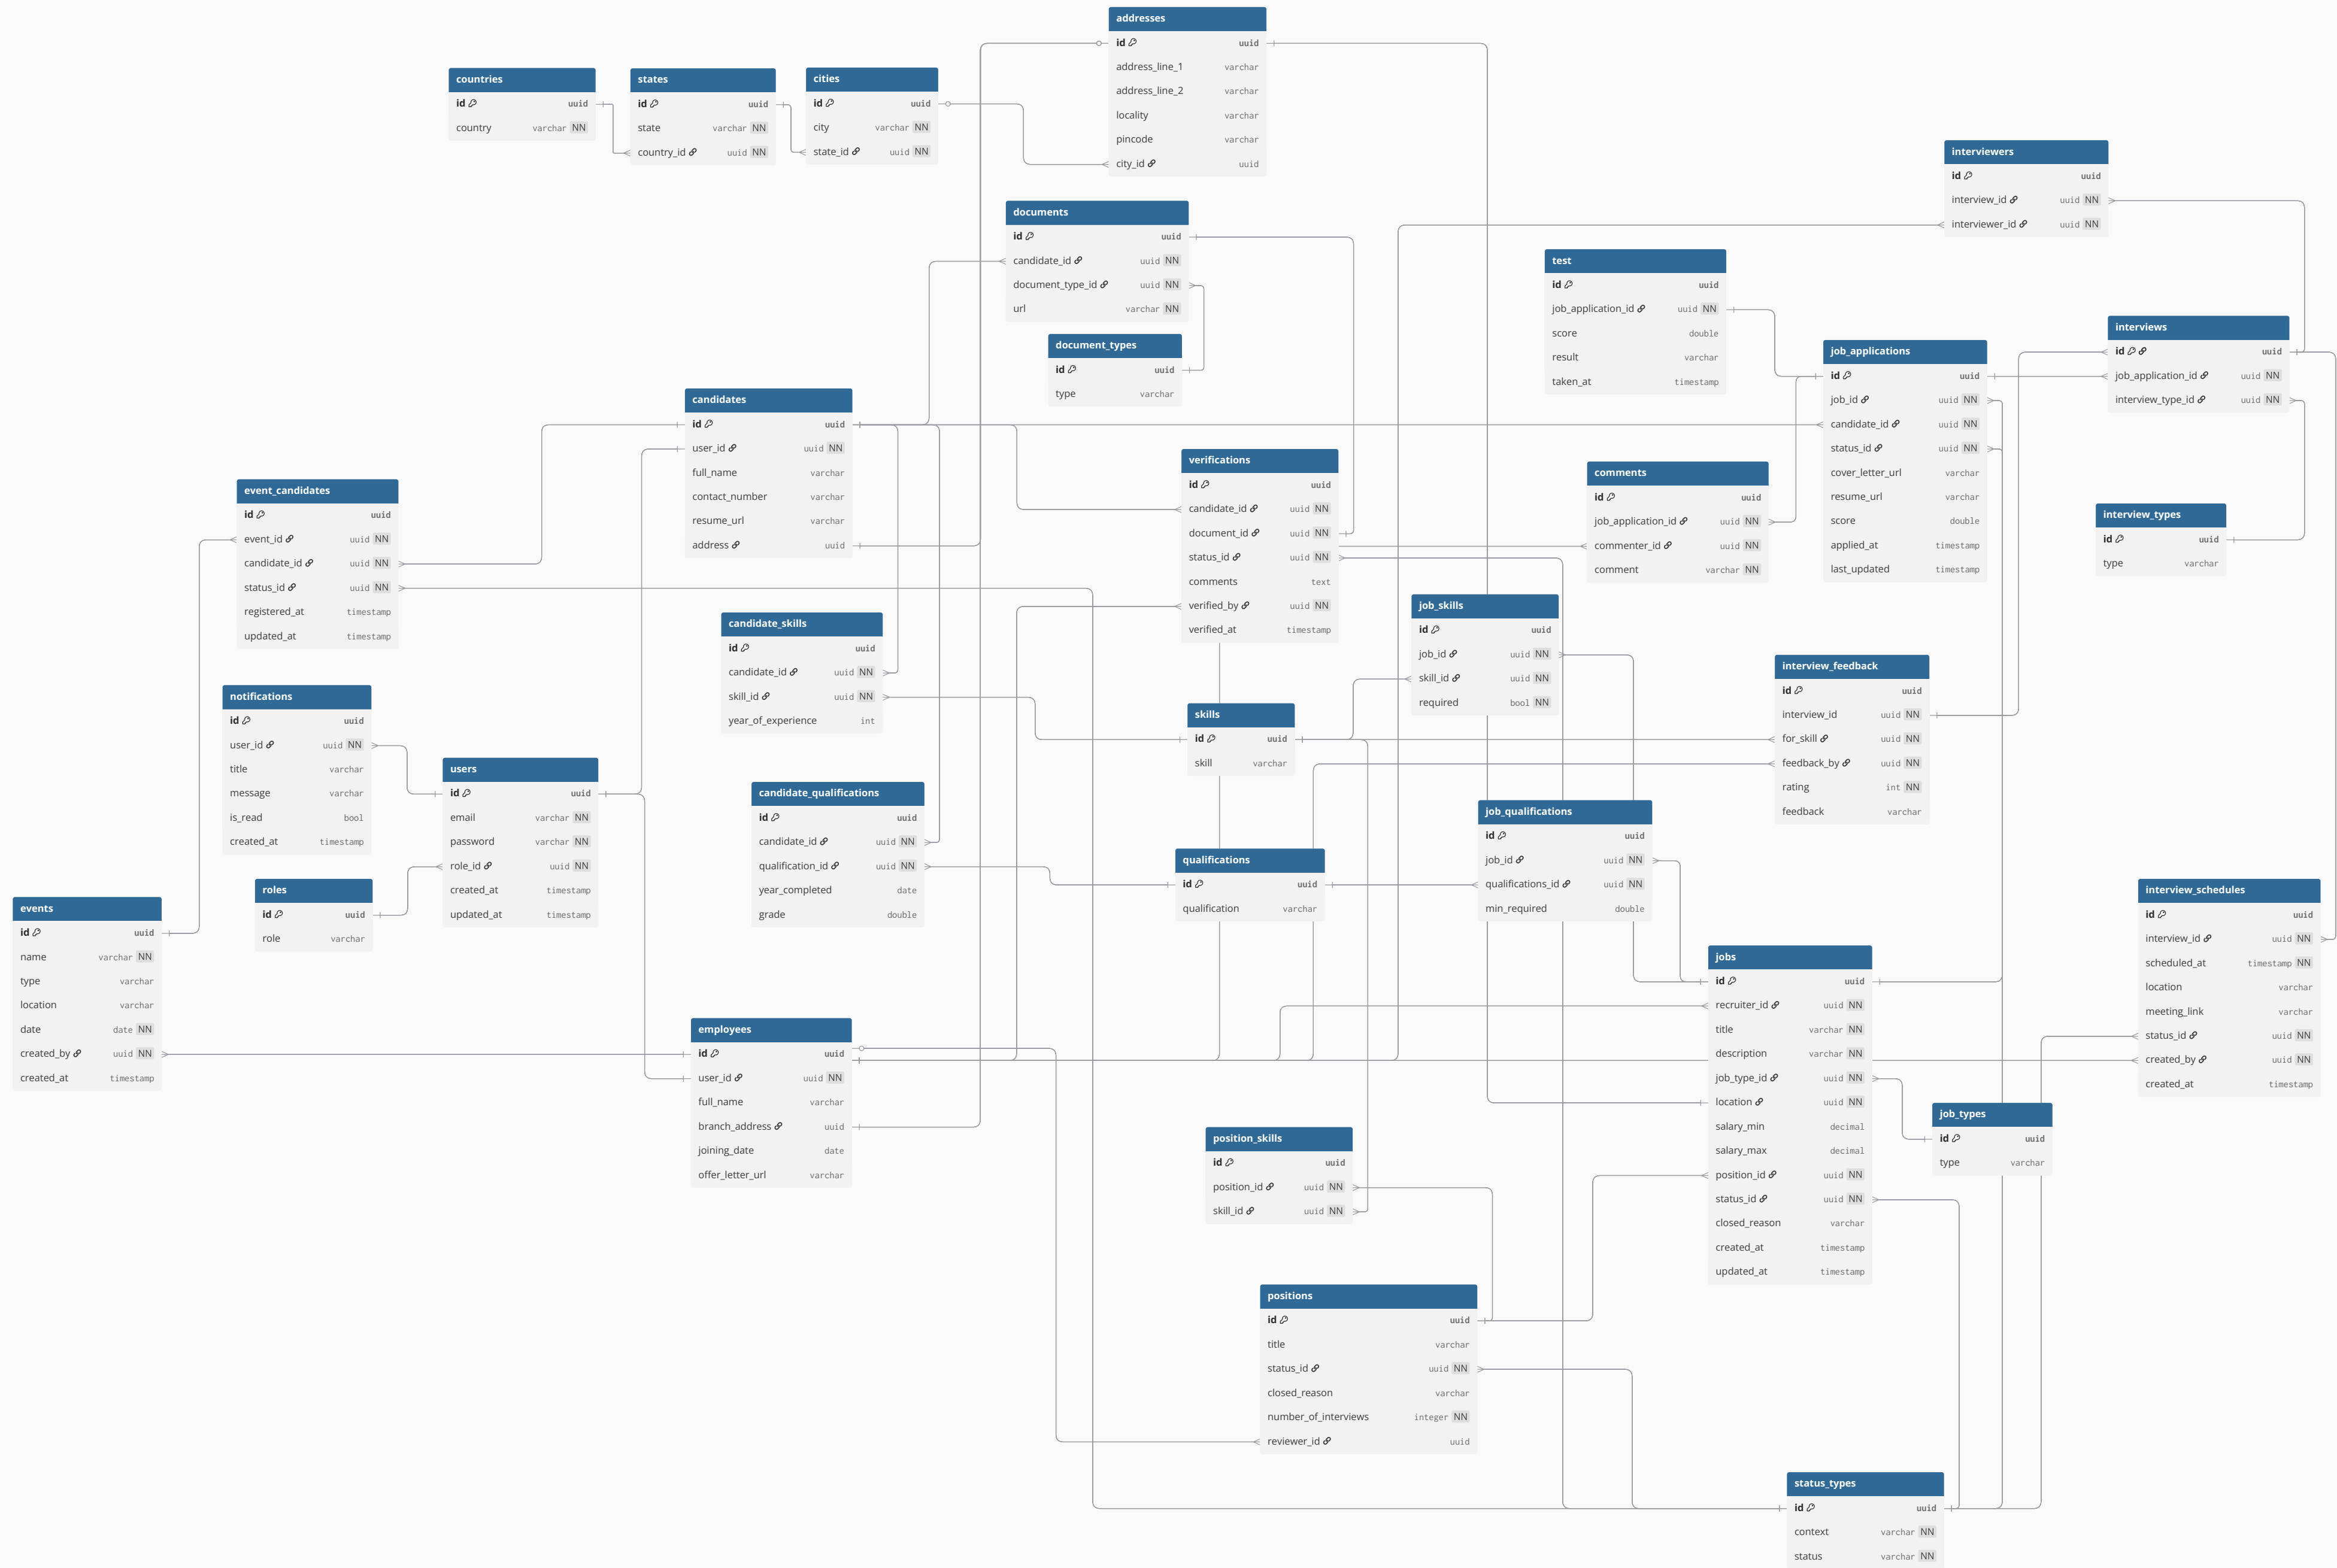 addresses
id uuid
address_line_1 varchar
address_line_2 varchar
locality varchar
pincode varchar
city_id uuid
countries
id uuid
country varchar NN
states
id uuid
state varchar NN
country_id uuid NN
cities
id uuid
city varchar NN
state_id uuid NN
interviewers
id uuid
interview_id uuid NN
interviewer_id uuid NN
documents
id uuid
candidate_id uuid NN
document_type_id uuid NN
url varchar NN
test
id uuid
job_application_id uuid NN
score double
result varchar
taken_at timestamp
document_types
id uuid
type varchar
job_applications
id uuid
job_id uuid NN
candidate_id uuid NN
status_id uuid NN
cover_letter_url varchar
resume_url varchar
score double
applied_at timestamp
last_updated timestamp
interviews
id uuid
job_application_id uuid NN
interview_type_id uuid NN
candidates
id uuid
user_id uuid NN
full_name varchar
contact_number varchar
resume_url varchar
address uuid
verifications
id uuid
candidate_id uuid NN
document_id uuid NN
status_id uuid NN
comments text
verified_by uuid NN
verified_at timestamp
comments
id uuid
job_application_id uuid NN
commenter_id uuid NN
comment varchar NN
event_candidates
id uuid
event_id uuid NN
candidate_id uuid NN
status_id uuid NN
registered_at timestamp
updated_at timestamp
interview_types
id uuid
type varchar
candidate_skills
id uuid
candidate_id uuid NN
skill_id uuid NN
year_of_experience int
job_skills
id uuid
job_id uuid NN
skill_id uuid NN
required bool NN
interview_feedback
id uuid
interview_id uuid NN
for_skill uuid NN
feedback_by uuid NN
rating int NN
feedback varchar
notifications
id uuid
user_id uuid NN
title varchar
message varchar
is_read bool
created_at timestamp
skills
id uuid
skill varchar
users
id uuid
email varchar NN
password varchar NN
role_id uuid NN
created_at timestamp
updated_at timestamp
candidate_qualifications
id uuid
candidate_id uuid NN
qualification_id uuid NN
year_completed date
grade double
job_qualifications
id uuid
job_id uuid NN
qualifications_id uuid NN
min_required double
qualifications
id uuid
qualification varchar
roles
id uuid
role varchar
events
id uuid
name varchar NN
type varchar
location varchar
date date NN
created_by uuid NN
created_at timestamp
interview_schedules
id uuid
interview_id uuid NN
scheduled_at timestamp NN
location varchar
meeting_link varchar
status_id uuid NN
created_by uuid NN
created_at timestamp
jobs
id uuid
recruiter_id uuid NN
title varchar NN
description varchar NN
job_type_id uuid NN
location uuid NN
salary_min decimal
salary_max decimal
position_id uuid NN
status_id uuid NN
closed_reason varchar
created_at timestamp
updated_at timestamp
employees
id uuid
user_id uuid NN
full_name varchar
branch_address uuid
joining_date date
offer_letter_url varchar
job_types
id uuid
type varchar
position_skills
id uuid
position_id uuid NN
skill_id uuid NN
positions
id uuid
title varchar
status_id uuid NN
closed_reason varchar
number_of_interviews integer NN
reviewer_id uuid
status_types
id uuid
context varchar NN
status varchar NN